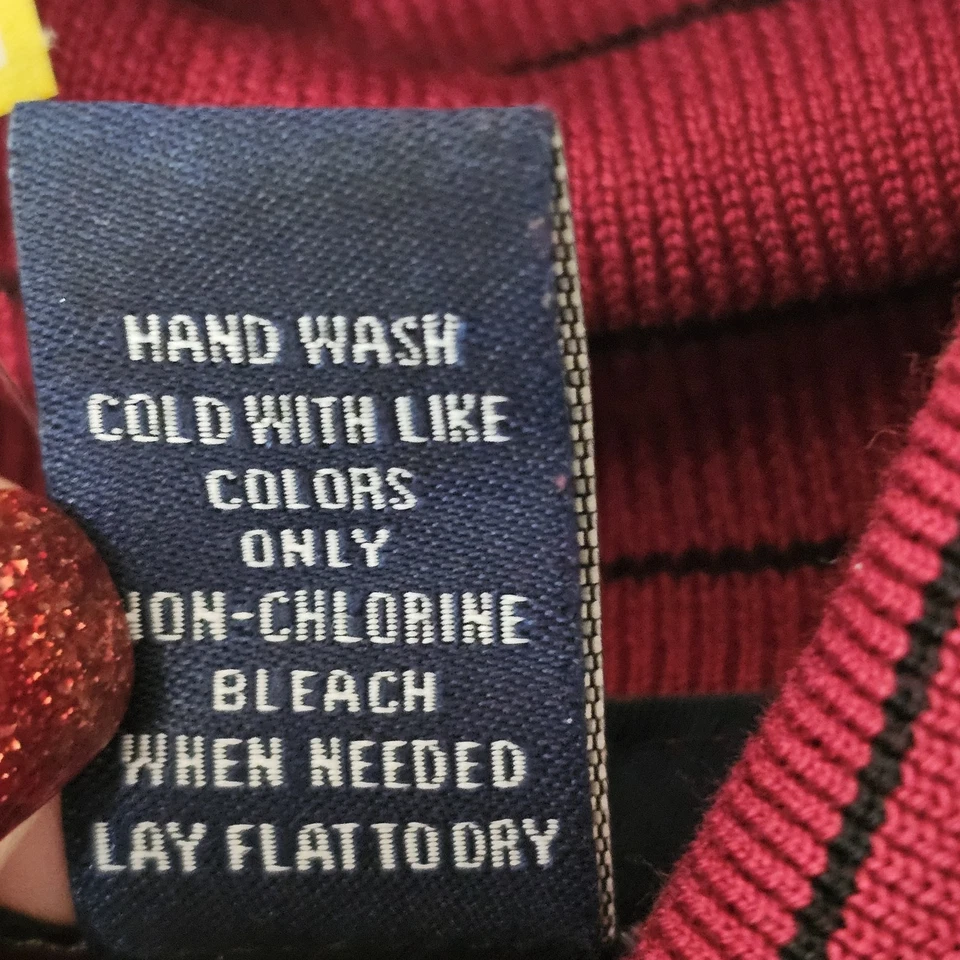 HAND WASH
COLD WITH LIKE
COLORS
ONLY
NON-CHLORINE
BLEACH
WHEN NEEDED
LAY FLAT TO DRY